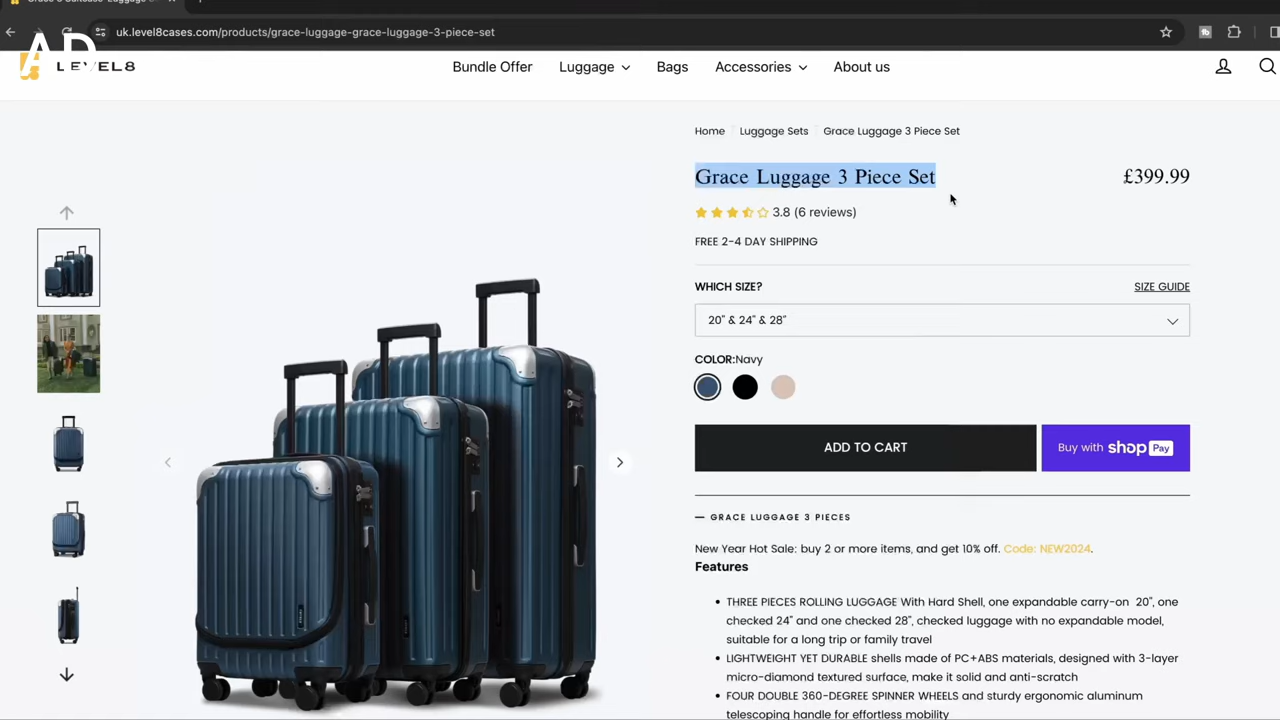 uk.level8cases.com/products/grace-luggage-grace-luggage-3-piece-set
AD
LEVEL8
Bundle Offer
Luggage
Bags
Accessories
About us
Home
Luggage Sets
Grace Luggage 3 Piece Set
Grace Luggage 3 Piece Set
£399.99
3.8 (6 reviews)
FREE 2-4 DAY SHIPPING
WHICH SIZE?
SIZE GUIDE
20" & 24" & 28"
COLOR:Navy
ADD TO CART
Buy with shop Pay
— GRACE LUGGAGE 3 PIECES
New Year Hot Sale: buy 2 or more items, and get 10% off. Code: NEW2024.
Features
• THREE PIECES ROLLING LUGGAGE With Hard Shell, one expandable carry-on 20", one
checked 24" and one checked 28", checked luggage with no expandable model,
suitable for a long trip or family travel
• LIGHTWEIGHT YET DURABLE shells made of PC+ABS materials, designed with 3-layer
micro-diamond textured surface, make it solid and anti-scratch
• FOUR DOUBLE 360-DEGREE SPINNER WHEELS and sturdy ergonomic aluminum
telescoping handle for effortless mobility